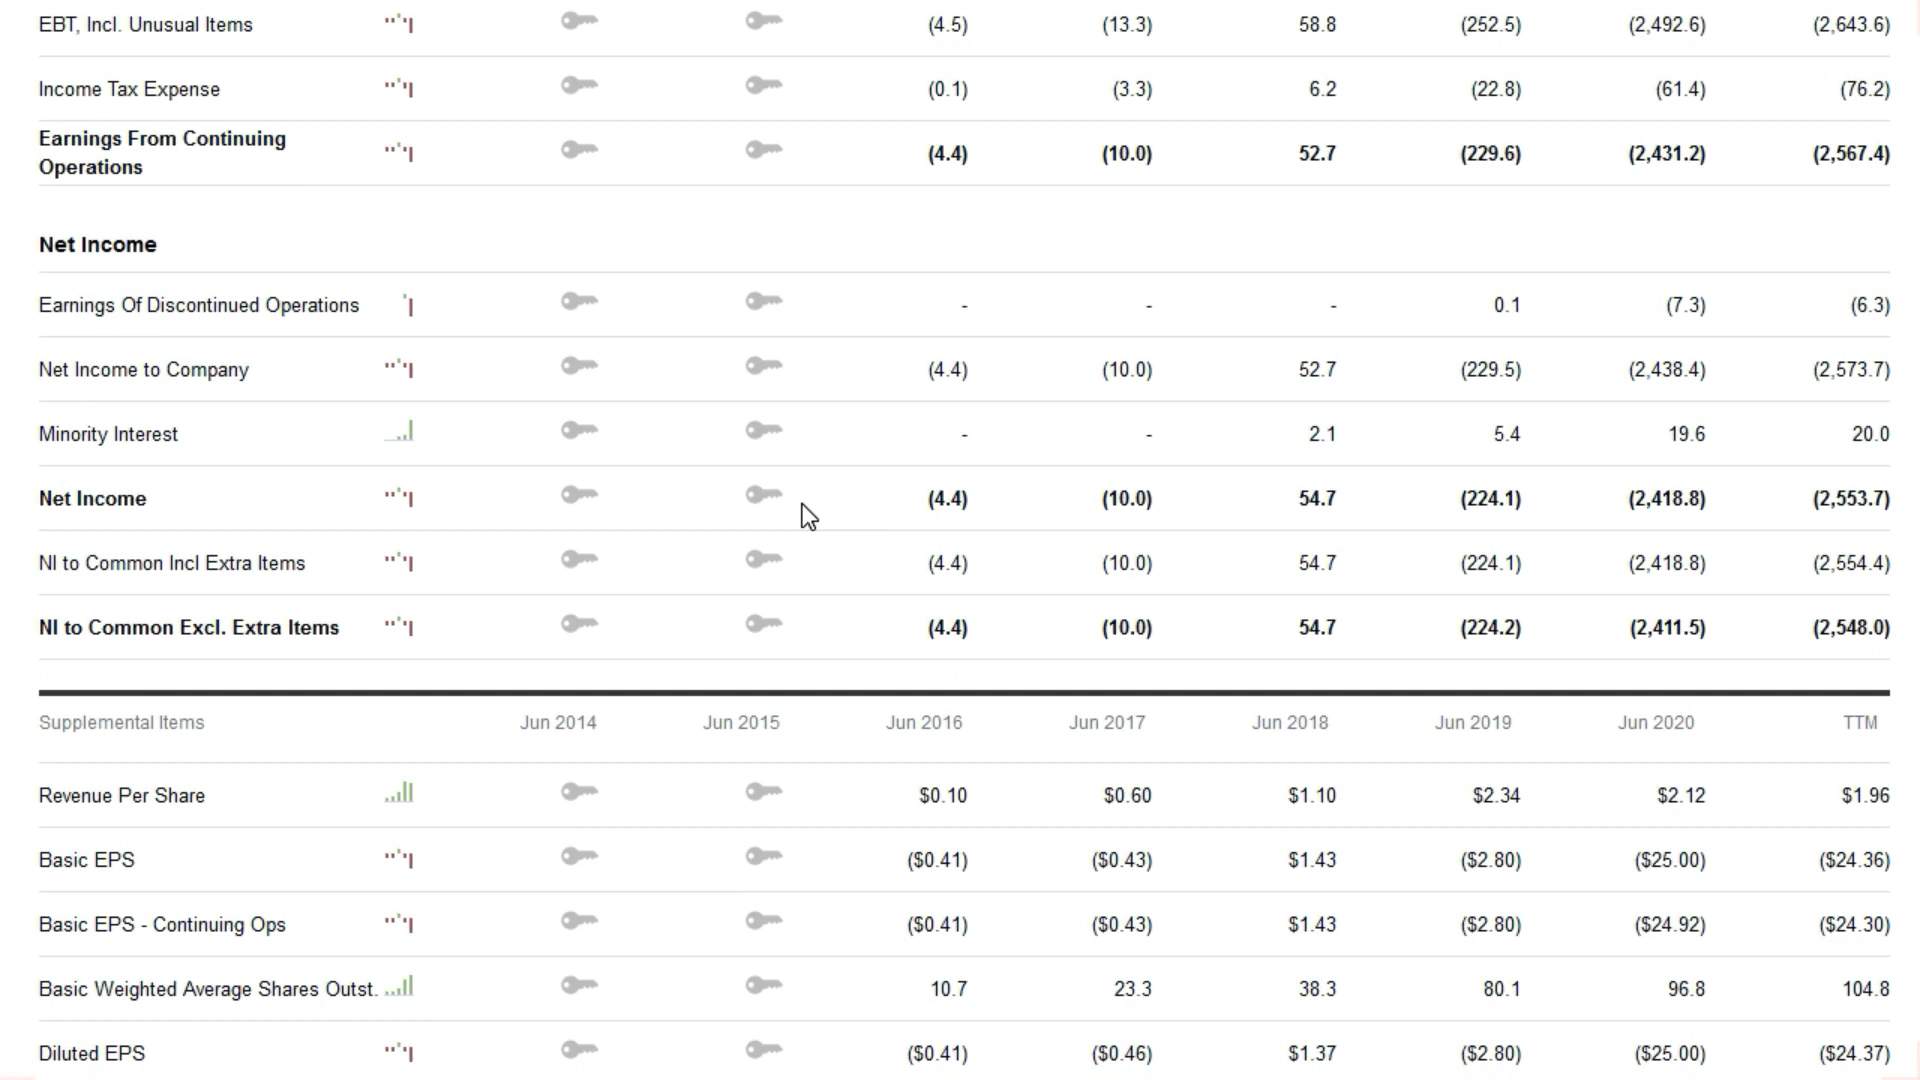 EBT, Incl. Unusual Items (4.5) (13.3) 58.8 (252.5) (2,492.6) (2,643.6)
Income Tax Expense (0.1) (3.3) 6.2 (22.8) (61.4) (76.2)
Earnings From Continuing
Operations (4.4) (10.0) 52.7 (229.6) (2,431.2) (2,567.4)
Net Income
Earnings Of Discontinued Operations - - - 0.1 (7.3) (6.3)
Net Income to Company (4.4) (10.0) 52.7 (229.5) (2,438.4) (2,573.7)
Minority Interest - - 2.1 5.4 19.6 20.0
Net Income (4.4) (10.0) 54.7 (224.1) (2,418.8) (2,553.7)
NI to Common Incl Extra Items (4.4) (10.0) 54.7 (224.1) (2,418.8) (2,554.4)
NI to Common Excl. Extra Items (4.4) (10.0) 54.7 (224.2) (2,411.5) (2,548.0)
Supplemental Items Jun 2014 Jun 2015 Jun 2016 Jun 2017 Jun 2018 Jun 2019 Jun 2020 TTM
Revenue Per Share $0.10 $0.60 $1.10 $2.34 $2.12 $1.96
Basic EPS ($0.41) ($0.43) $1.43 ($2.80) ($25.00) ($24.36)
Basic EPS - Continuing Ops ($0.41) ($0.43) $1.43 ($2.80) ($24.92) ($24.30)
Basic Weighted Average Shares Outst. 10.7 23.3 38.3 80.1 96.8 104.8
Diluted EPS ($0.41) ($0.46) $1.37 ($2.80) ($25.00) ($24.37)